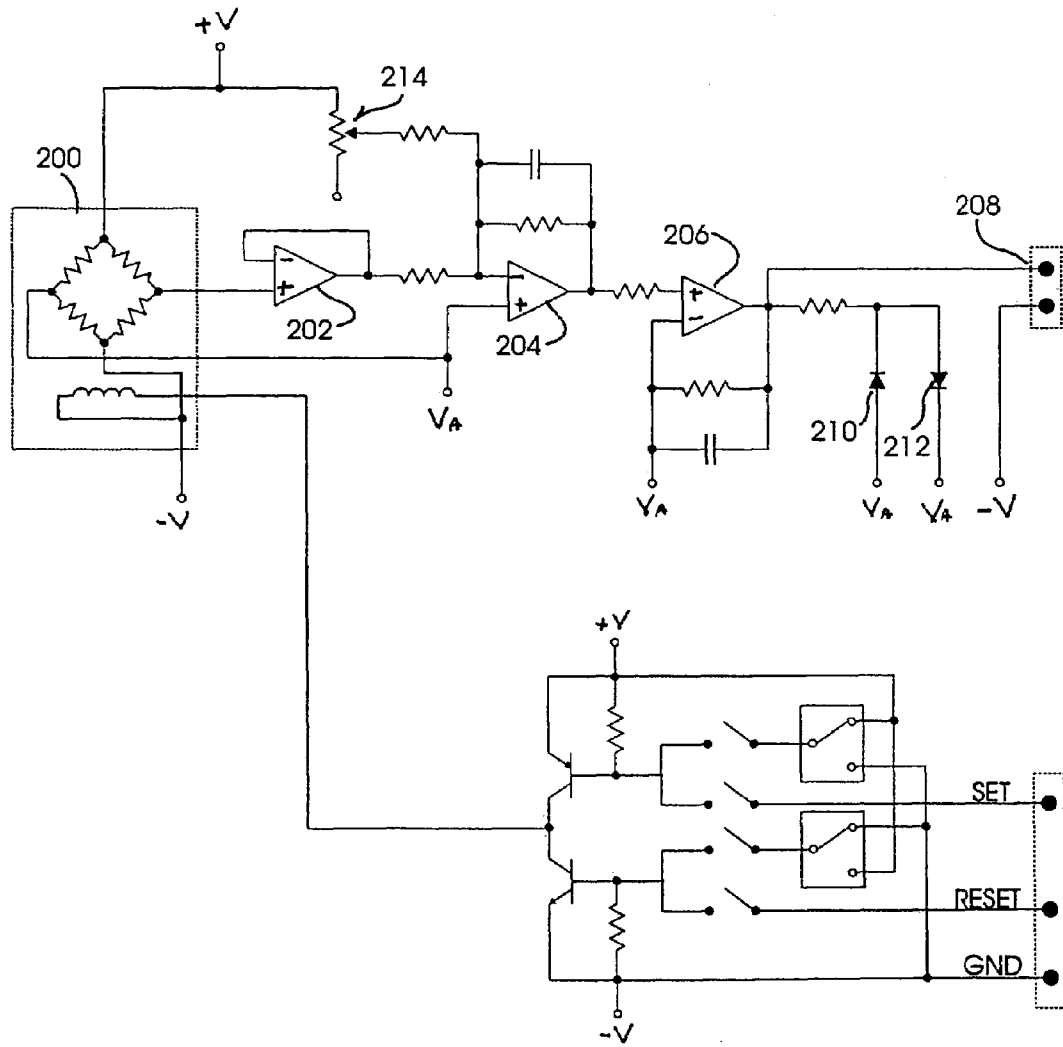 +V
214
200
208
206
-
+
202
-
+
204
+
-
210
212
VA
-V
VA
VA
VA
-V
+V
SET
RESET
GND
-V